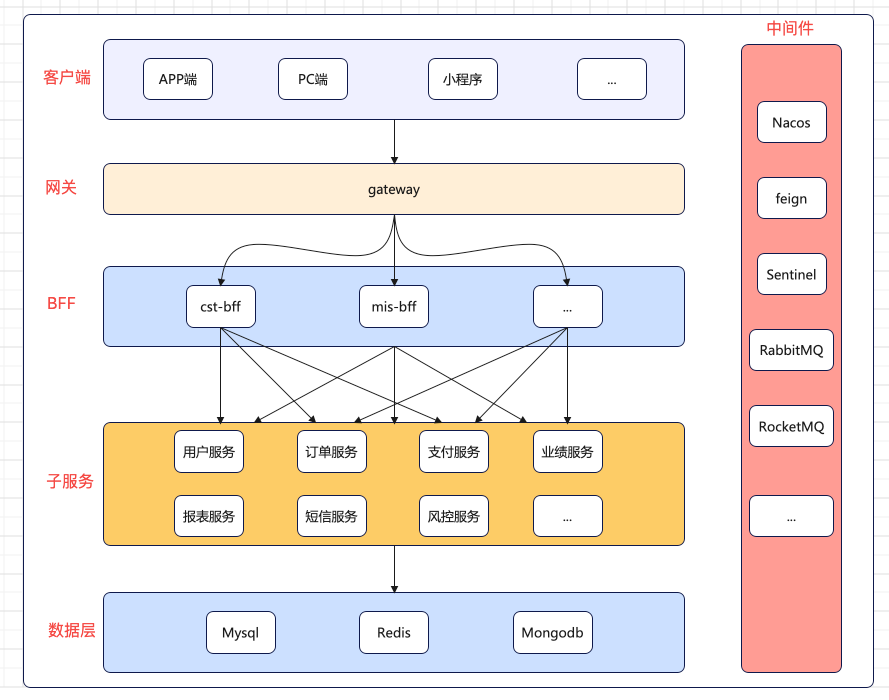 中间件
客户端
APP端
PC端
小程序
...
网关
gateway
BFF
cst-bff
mis-bff
...
子服务
用户服务
订单服务
支付服务
业绩服务
报表服务
短信服务
风控服务
...
数据层
Mysql
Redis
Mongodb
Nacos
feign
Sentinel
RabbitMQ
RocketMQ
...